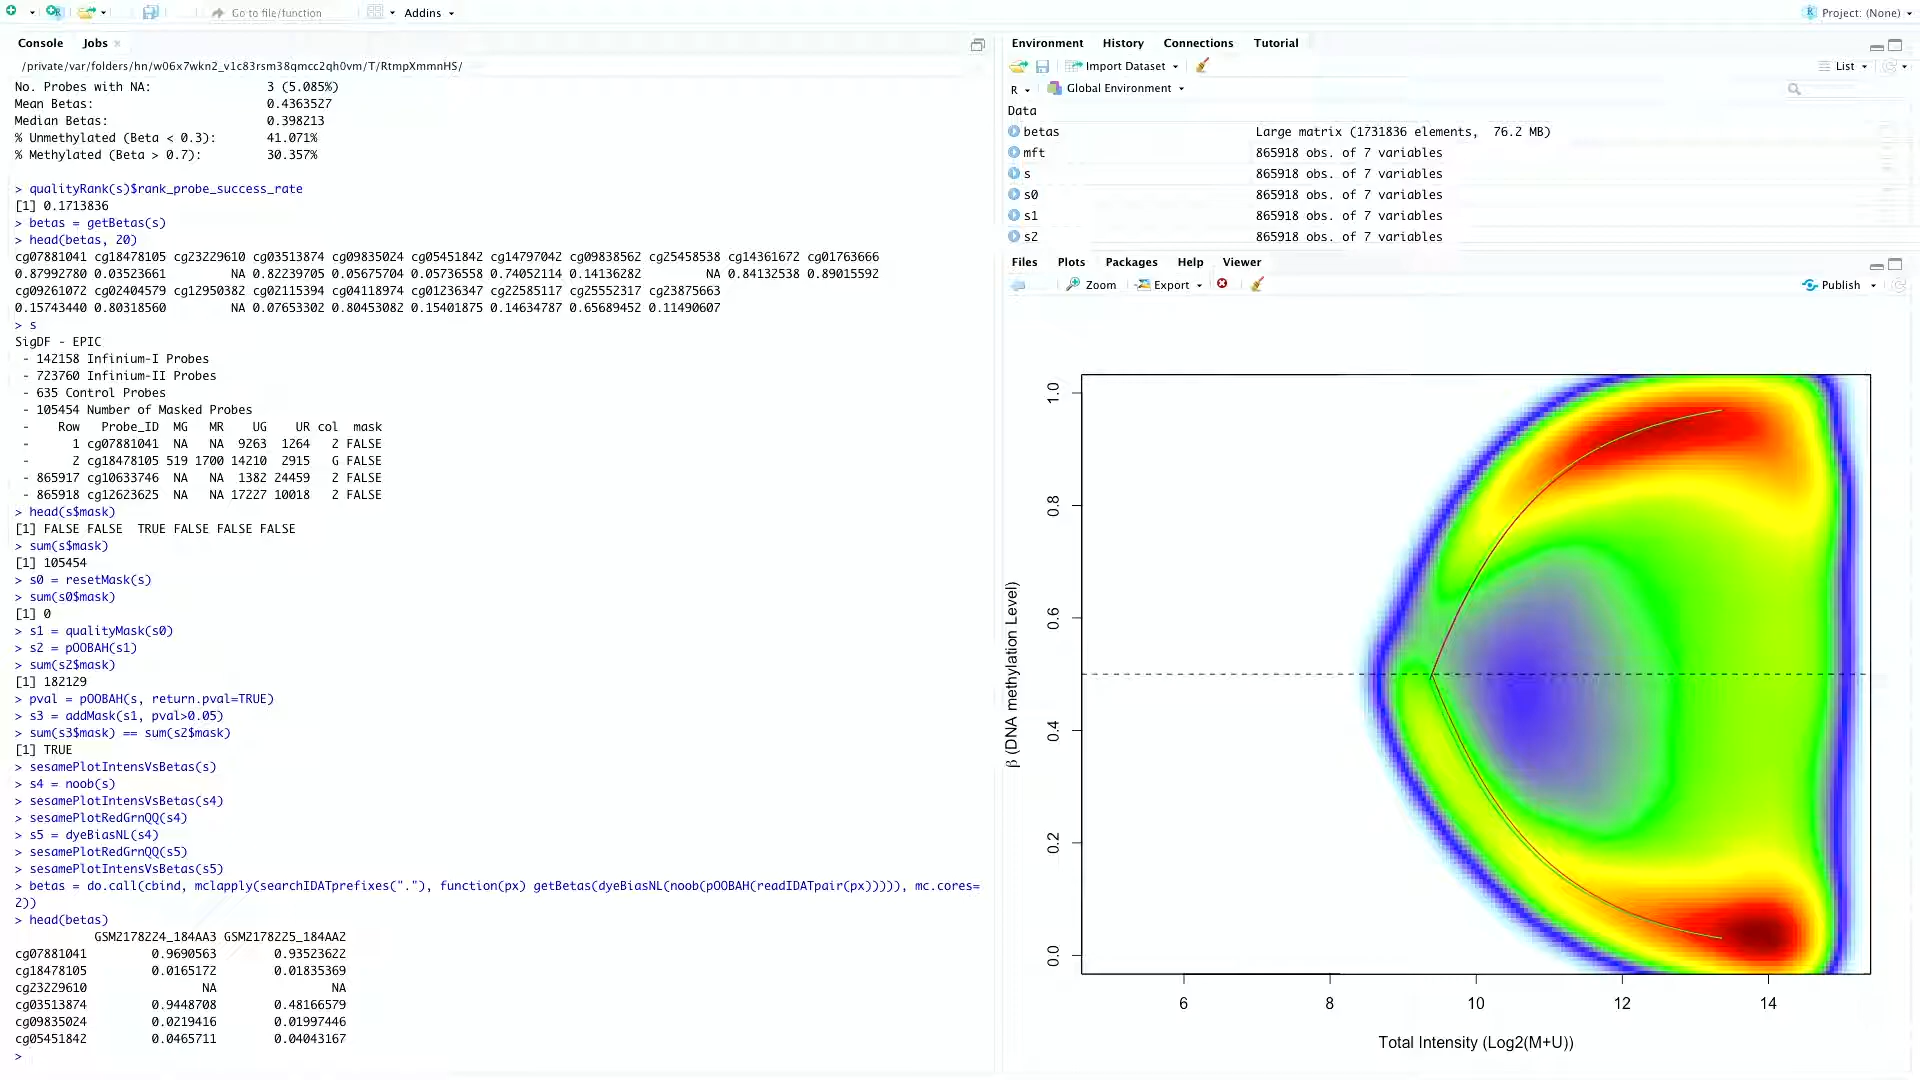 Go to file/function
Addins
Project: (None)
Console Jobs
/private/var/folders/hn/w06x7wkn2_v1c83rsm38qmcc2qh0vm/T/RtmpXmmnHS/
No. Probes with NA: 3 (5.085%)
Mean Betas: 0.4363527
Median Betas: 0.398213
% Unmethylated (Beta < 0.3): 41.071%
% Methylated (Beta > 0.7): 30.357%
> qualityRank(s)$rank_probe_success_rate
[1] 0.1713836
> betas = getBetas(s)
> head(betas, 20)
cg07881041 cg18478105 cg23229610 cg03513874 cg09835024 cg05451842 cg14797042 cg09838562 cg25458538 cg14361672 cg01763666
0.87992780 0.03523661 NA 0.82239705 0.05675704 0.05736558 0.74052114 0.14136282 NA 0.84132538 0.89015592
cg09261072 cg02404579 cg12950382 cg02115394 cg04118974 cg01236347 cg22585117 cg25552317 cg23875663
0.15743440 0.80318560 NA 0.07653302 0.80453082 0.15401875 0.14634787 0.65689452 0.11490607
> s
SigDF - EPIC
- 142158 Infinium-I Probes
- 723760 Infinium-II Probes
- 635 Control Probes
- 105454 Number of Masked Probes
- Row Probe_ID MG MR UG UR col mask
- 1 cg07881041 NA NA 9263 1264 2 FALSE
- 2 cg18478105 519 1700 14210 2915 G FALSE
- 865917 cg10633746 NA NA 1382 24459 2 FALSE
- 865918 cg12623625 NA NA 17227 10018 2 FALSE
> head(s$mask)
[1] FALSE FALSE TRUE FALSE FALSE FALSE
> sum(s$mask)
[1] 105454
> s0 = resetMask(s)
> sum(s0$mask)
[1] 0
> s1 = qualityMask(s0)
> s2 = pOOBAH(s1)
> sum(s2$mask)
[1] 182129
> pval = pOOBAH(s, return.pval=TRUE)
> s3 = addMask(s1, pval>0.05)
> sum(s3$mask) == sum(s2$mask)
[1] TRUE
> sesamePlotIntensVsBetas(s)
> s4 = noob(s)
> sesamePlotIntensVsBetas(s4)
> sesamePlotRedGrnQQ(s4)
> s5 = dyeBiasNL(s4)
> sesamePlotRedGrnQQ(s5)
> sesamePlotIntensVsBetas(s5)
> betas = do.call(cbind, mclapply(searchIDATprefixes("."), function(px) getBetas(dyeBiasNL(noob(pOOBAH(readIDATpair(px))))), mc.cores=
2))
> head(betas)
GSM2178224_184AA3 GSM2178225_184AA2
cg07881041 0.9690563 0.93523622
cg18478105 0.0165172 0.01835369
cg23229610 NA NA
cg03513874 0.9448708 0.48166579
cg09835024 0.0219416 0.01997446
cg05451842 0.0465711 0.04043167
>
Environment History Connections Tutorial
Import Dataset List
R Global Environment
Data
betas Large matrix (1731836 elements, 76.2 MB)
mft 865918 obs. of 7 variables
s 865918 obs. of 7 variables
s0 865918 obs. of 7 variables
s1 865918 obs. of 7 variables
s2 865918 obs. of 7 variables
Files Plots Packages Help Viewer
Zoom Export Publish
1.0
0.8
0.6
0.4
0.2
0.0
β (DNA methylation Level)
6 8 10 12 14
Total Intensity (Log2(M+U))